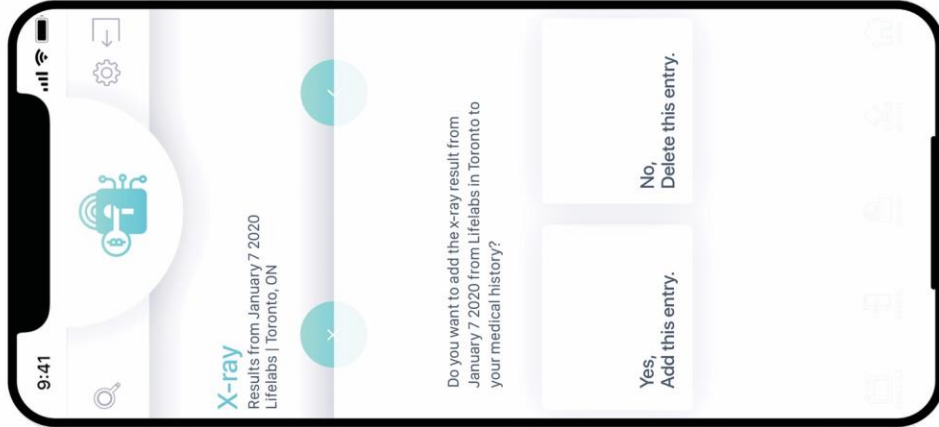 9:41
X-ray
Results from January 7 2020
Lifelabs | Toronto, ON
Do you want to add the x-ray result from
January 7 2020 from Lifelabs in Toronto to
your medical history?
Yes,
Add this entry.
No,
Delete this entry.